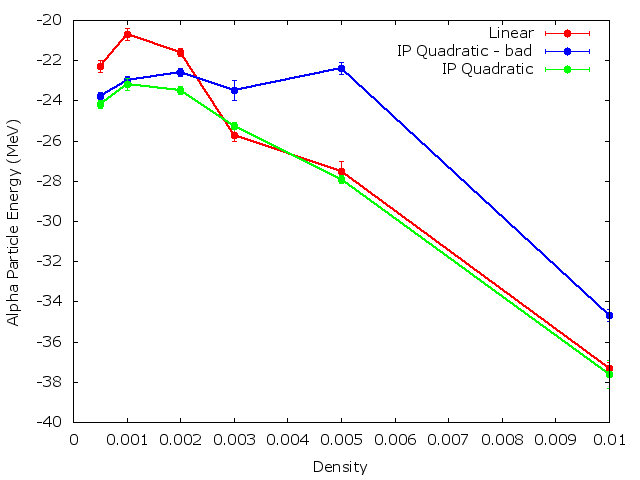 -20
-22
-24
-26
-28
-30
-32
-34
-36
-38
-40
Alpha Particle Energy (MeV)
Linear
IP Quadratic - bad
IP Quadratic
0 0.001 0.002 0.003 0.004 0.005 0.006 0.007 0.008 0.009 0.01
Density